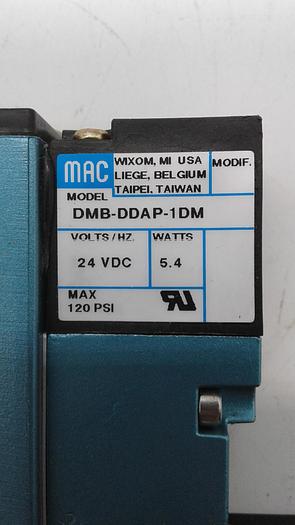 MAC
WIXOM, MI USA
LIEGE, BELGIUM
TAIPEI, TAIWAN
MODIF.
MODEL
DMB-DDAP-1DM
VOLTS/HZ.
WATTS
24 VDC
5.4
MAX
120 PSI